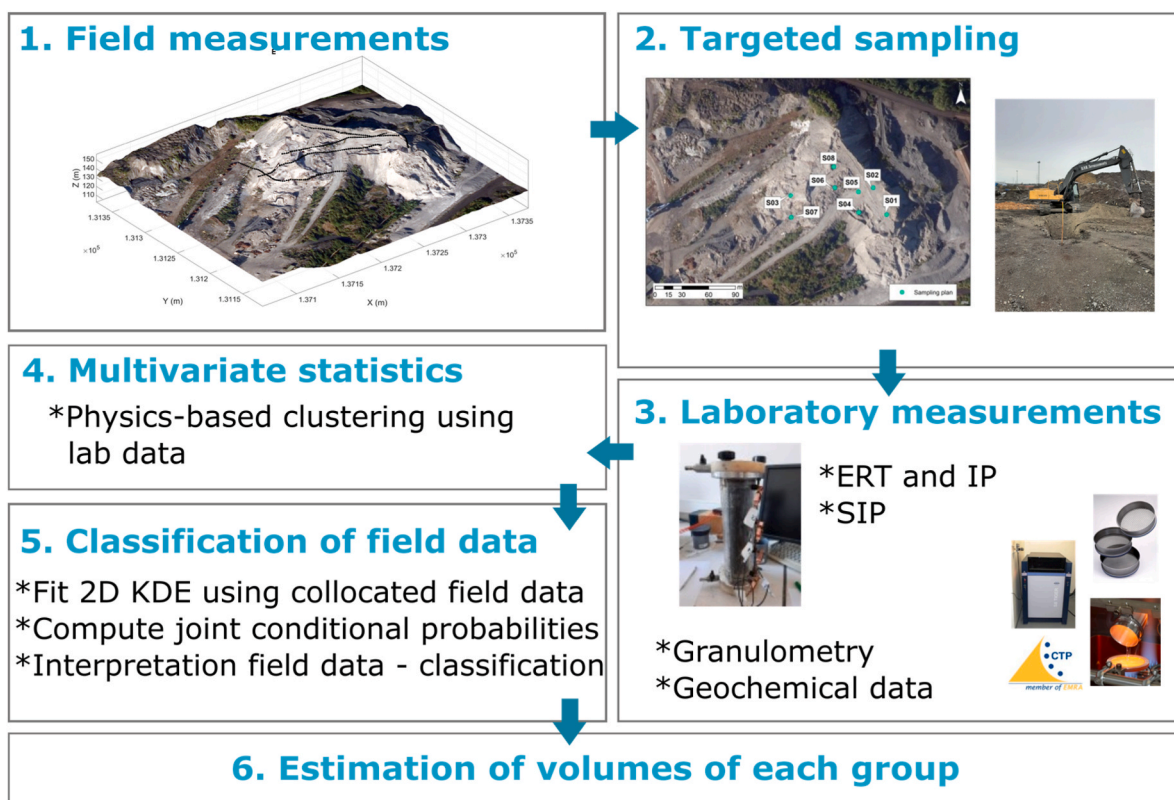 1. Field measurements
E
Z (m)
150
140
130
120
110
1.3135
1.313
1.3125
1.312
1.3115
×10⁵
Y (m)
1.371
1.3715
1.372
1.3725
1.373
1.3735
×10⁵
X (m)
2. Targeted sampling
S08
S06
S05
S02
S03
S04
S01
S07
m
0 15 30 60 90
Sampling plan
4. Multivariate statistics
*Physics-based clustering using
lab data
3. Laboratory measurements
*ERT and IP
*SIP
*Granulometry
*Geochemical data
CTP
member of EMRA
5. Classification of field data
*Fit 2D KDE using collocated field data
*Compute joint conditional probabilities
*Interpretation field data - classification
6. Estimation of volumes of each group